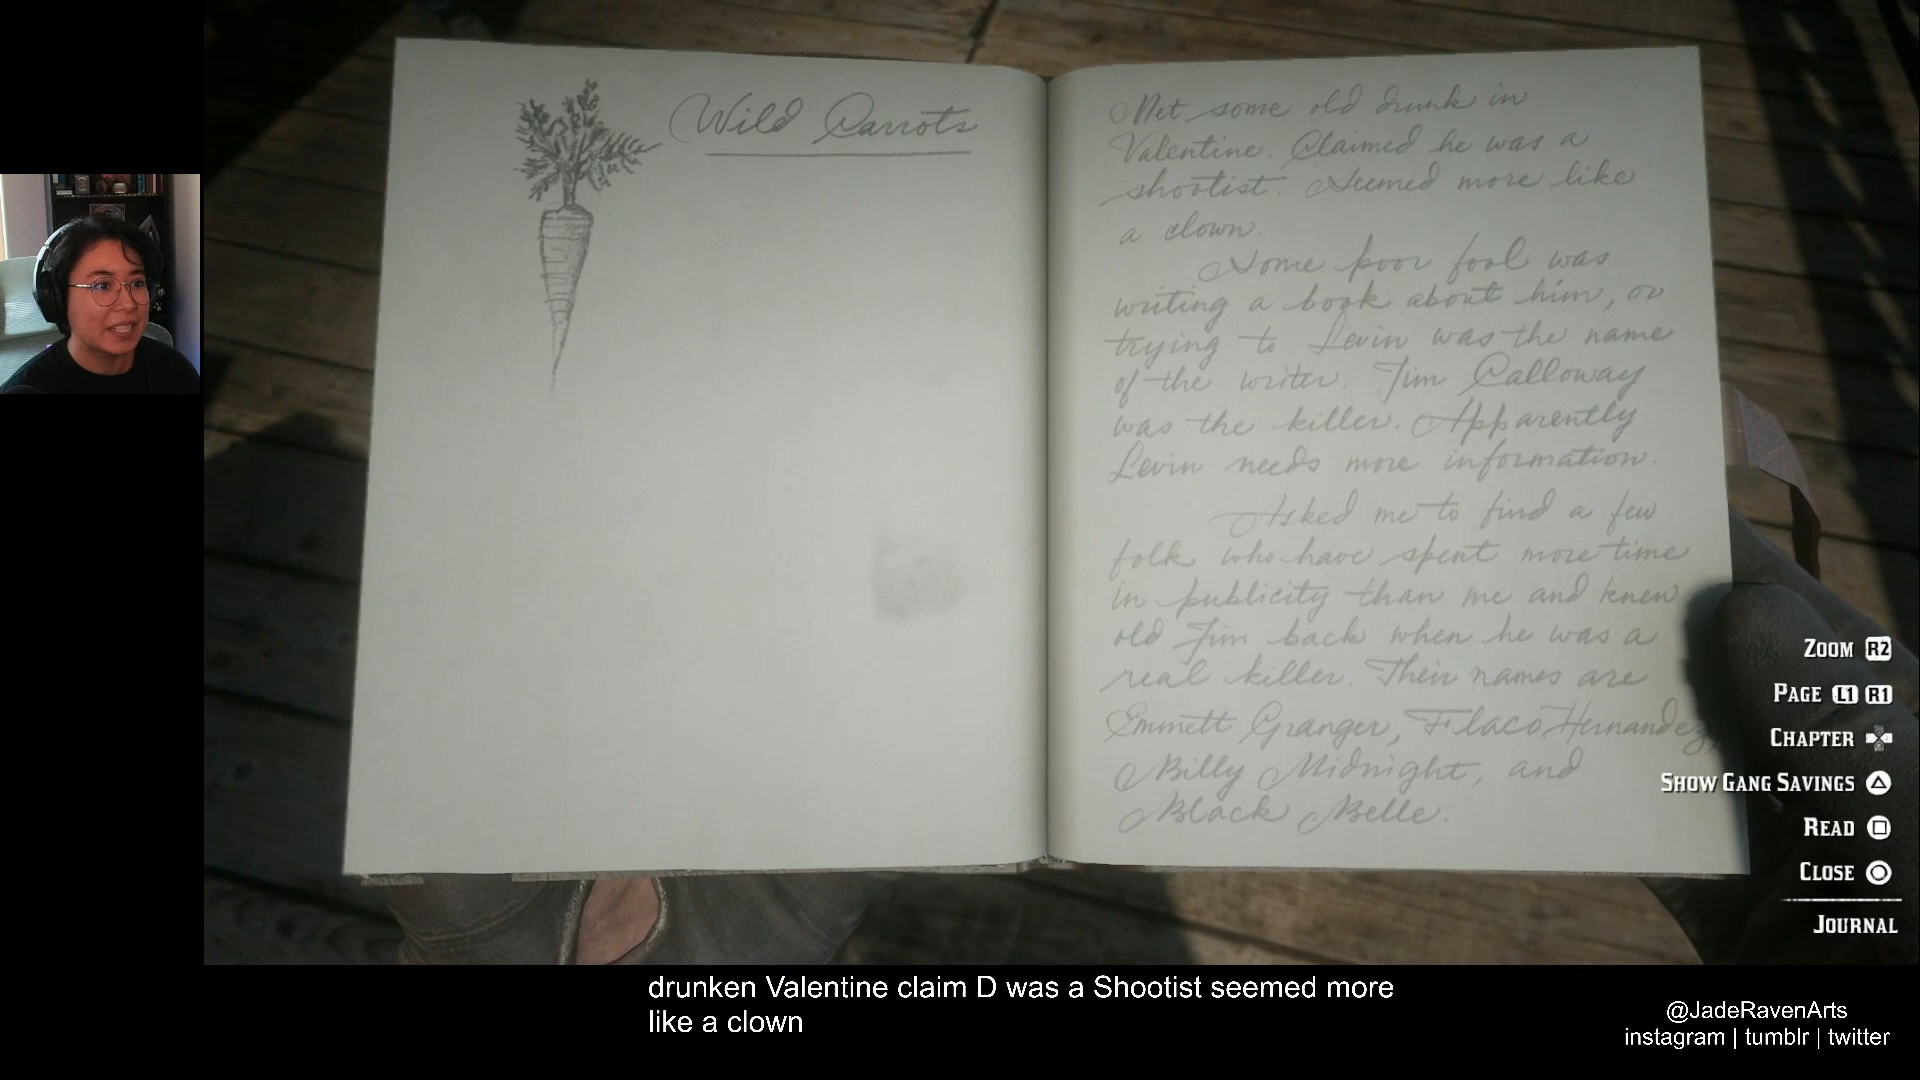 Wild Carrots
Met some old drunk in
Valentine. Claimed he was a
shootist. Seemed more like
a clown.
Some poor fool was
writing a book about him, or
trying to. Levin was the name
of the writer. Jim Calloway
was the killer. Apparently
Levin needs more information.
Asked me to find a few
folk who have spent more time
in publicity than me and knew
old Jim back when he was a
real killer. Their names are
Emmett Granger, Flaco Hernandez,
Billy Midnight, and
Black Belle.
ZOOM R2
PAGE L1 R1
CHAPTER
SHOW GANG SAVINGS
READ
CLOSE
JOURNAL
drunken Valentine claim D was a Shootist seemed more
like a clown
@JadeRavenArts
instagram | tumblr | twitter